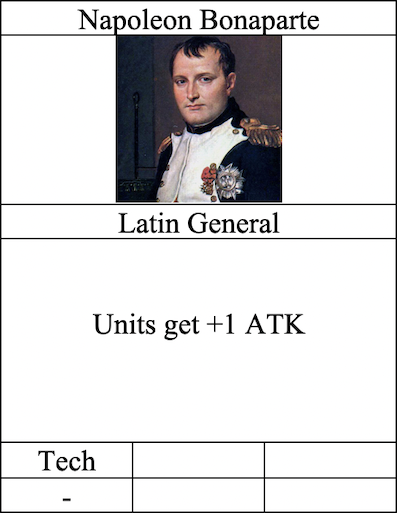 Napoleon Bonaparte
Latin General
Units get +1 ATK
Tech
-